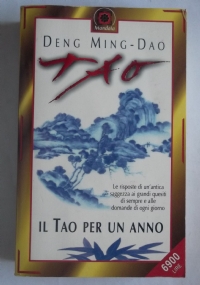 Mondolibri
DENG MING-DAO
TAO
Le risposte di un'antica
saggezza ai grandi quesiti
di sempre e alle
domande di ogni giorno
IL TAO PER UN ANNO
6900
LIRE